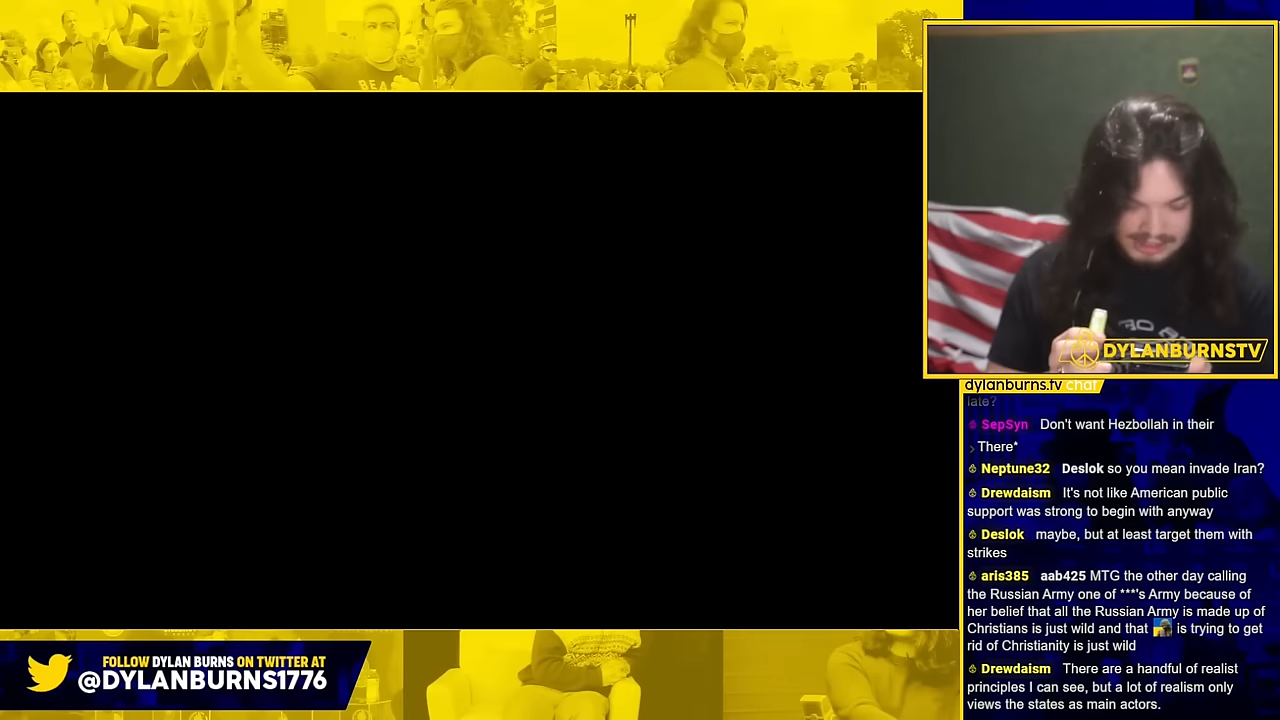 BEA
DYLANBURNSTV
dylanburns.tv chat
late?
SepSyn Don't want Hezbollah in their
There*
Neptune32 Deslok so you mean invade Iran?
Drewdaism It's not like American public
support was strong to begin with anyway
Deslok maybe, but at least target them with
strikes
aris385 aab425 MTG the other day calling
the Russian Army one of ***'s Army because of
her belief that all the Russian Army is made up of
Christians is just wild and that is trying to get
rid of Christianity is just wild
Drewdaism There are a handful of realist
principles I can see, but a lot of realism only
views the states as main actors.
FOLLOW DYLAN BURNS ON TWITTER AT
@DYLANBURNS1776